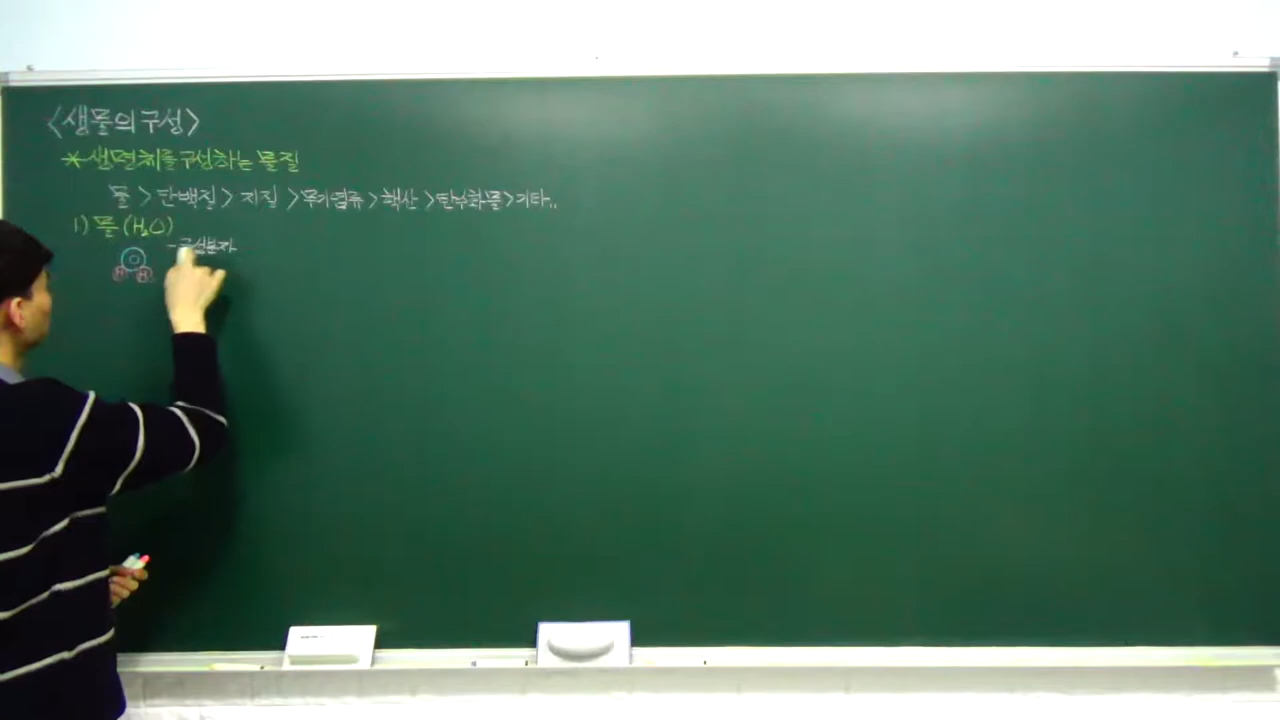 <생물의 구성>
* 생명체를 구성하는 물질
물 > 단백질 > 지질 > 무기염류 > 핵산 > 탄수화물 > 기타..
1) 물 (H₂O)
- 극성분자
O
H H